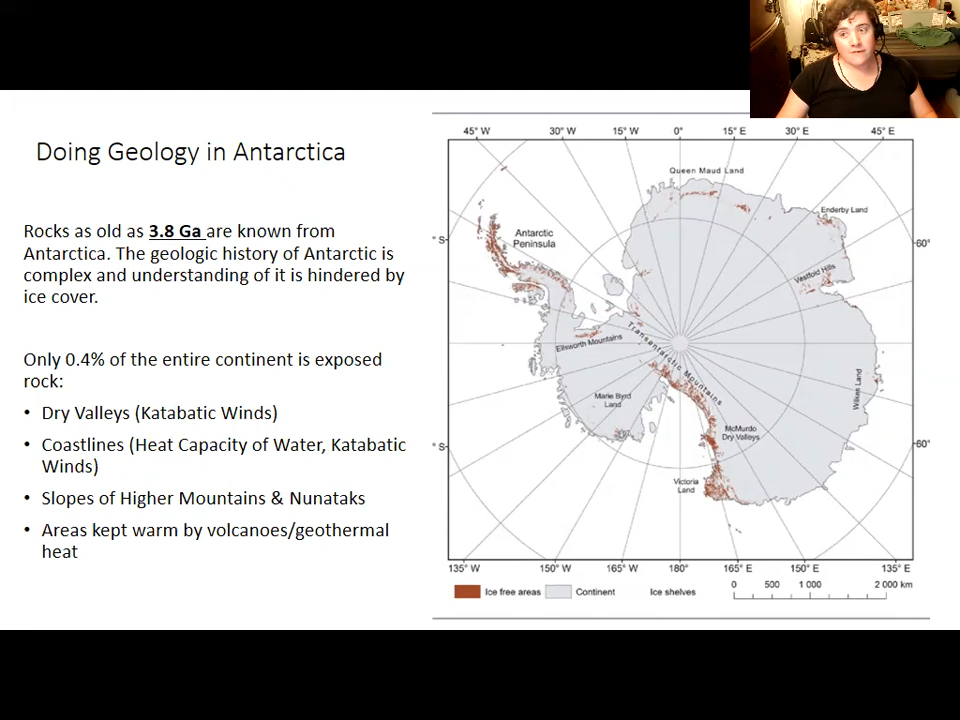 Doing Geology in Antarctica
Rocks as old as 3.8 Ga are known from
Antarctica. The geologic history of Antarctic is
complex and understanding of it is hindered by
ice cover.
Only 0.4% of the entire continent is exposed
rock:
• Dry Valleys (Katabatic Winds)
• Coastlines (Heat Capacity of Water, Katabatic
Winds)
• Slopes of Higher Mountains & Nunataks
• Areas kept warm by volcanoes/geothermal
heat
45° W 30° W 15° W 0° 15° E 30° E 45° E
Queen Maud Land
Enderby Land
Antarctic
Peninsula
° S
60°
Vestfold Hills
Ellsworth Mountains
Transantarctic Mountains
Marie Byrd
Land
Wilkes Land
McMurdo
Dry Valleys
° S
60°
Victoria
Land
135° W 150° W 165° W 180° 165° E 150° E 135° E
Ice free areas Continent Ice shelves
0 500 1 000 2 000 km